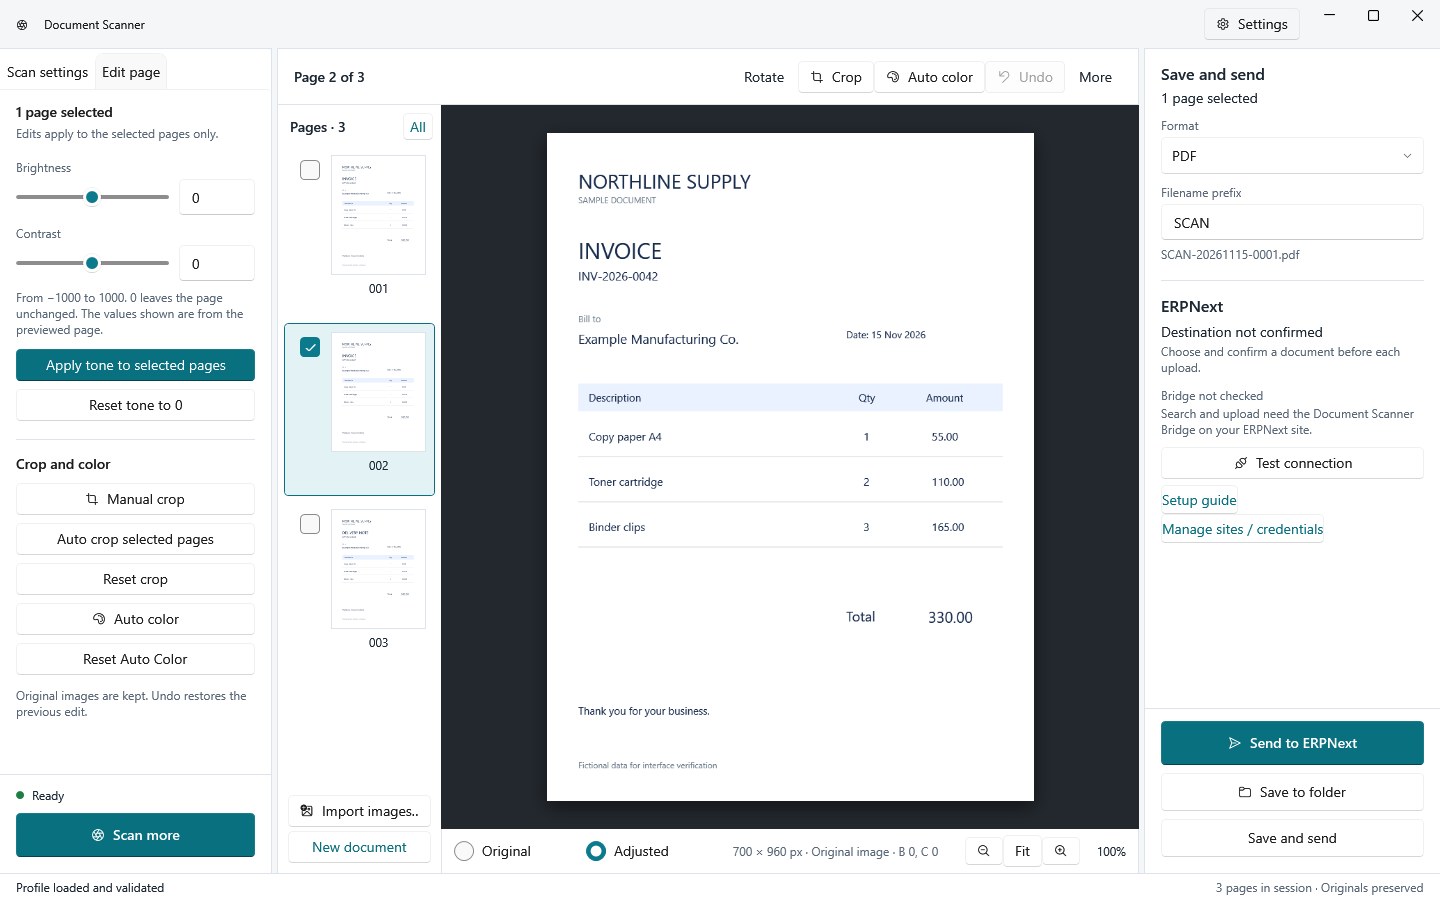 Document Scanner
Settings
Scan settings
Edit page
1 page selected
Edits apply to the selected pages only.
Brightness
0
Contrast
0
From −1000 to 1000. 0 leaves the page
unchanged. The values shown are from the
previewed page.
Apply tone to selected pages
Reset tone to 0
Crop and color
Manual crop
Auto crop selected pages
Reset crop
Auto color
Reset Auto Color
Original images are kept. Undo restores the
previous edit.
Ready
Scan more
Page 2 of 3
Rotate
Crop
Auto color
Undo
More
Pages · 3
All
001
002
003
Import images..
New document
NORTHLINE SUPPLY
SAMPLE DOCUMENT
INVOICE
INV-2026-0042
Bill to
Example Manufacturing Co.
Date: 15 Nov 2026
Description Qty Amount
Copy paper A4 1 55.00
Toner cartridge 2 110.00
Binder clips 3 165.00
Total 330.00
Thank you for your business.
Fictional data for interface verification
Original
Adjusted
700 × 960 px · Original image · B 0, C 0
Fit
100%
Save and send
1 page selected
Format
PDF
Filename prefix
SCAN
SCAN-20261115-0001.pdf
ERPNext
Destination not confirmed
Choose and confirm a document before each
upload.
Bridge not checked
Search and upload need the Document Scanner
Bridge on your ERPNext site.
Test connection
Setup guide
Manage sites / credentials
Send to ERPNext
Save to folder
Save and send
Profile loaded and validated
3 pages in session · Originals preserved